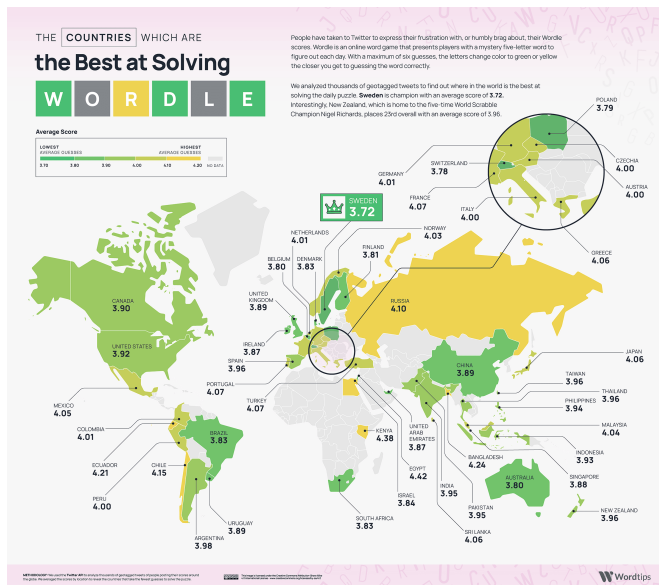 THE COUNTRIES WHICH ARE
the Best at Solving
WORDLE
People have taken to Twitter to express their frustration with, or humbly brag about, their Wordle
scores. Wordle is an online word game that presents players with a mystery five-letter word to
figure out each day. With a maximum of six guesses, the letters change color to green or yellow
the closer you get to guessing the word correctly.
We analyzed thousands of geotagged tweets to find out where in the world is the best at
solving the daily puzzle. Sweden is champion with an average score of 3.72.
Interestingly, New Zealand, which is home to the five-time World Scrabble
Champion Nigel Richards, places 23rd overall with an average score of 3.96.
Average Score
LOWEST
AVERAGE GUESSES
HIGHEST
AVERAGE GUESSES
3.70 3.80 3.90 4.00 4.10 4.20 NO DATA
POLAND
3.79
GERMANY
4.01
SWITZERLAND
3.78
CZECHIA
4.00
AUSTRIA
4.00
FRANCE
4.07
ITALY
4.00
GREECE
4.06
SWEDEN
3.72
NORWAY
4.03
NETHERLANDS
4.01
FINLAND
3.81
BELGIUM
3.80
DENMARK
3.83
UNITED
KINGDOM
3.89
IRELAND
3.87
SPAIN
3.96
PORTUGAL
4.07
TURKEY
4.07
RUSSIA
4.10
CANADA
3.90
UNITED STATES
3.92
MEXICO
4.05
COLOMBIA
4.01
ECUADOR
4.21
PERU
4.00
CHILE
4.15
BRAZIL
3.83
URUGUAY
3.89
ARGENTINA
3.98
KENYA
4.38
SOUTH AFRICA
3.83
UNITED
ARAB
EMIRATES
3.87
EGYPT
4.42
ISRAEL
3.84
CHINA
3.89
JAPAN
4.06
TAIWAN
3.96
THAILAND
3.96
PHILIPPINES
3.94
MALAYSIA
4.04
INDONESIA
3.93
SINGAPORE
3.88
BANGLADESH
4.24
INDIA
3.95
PAKISTAN
3.95
SRI LANKA
4.06
AUSTRALIA
3.80
NEW ZEALAND
3.96
Wordtips